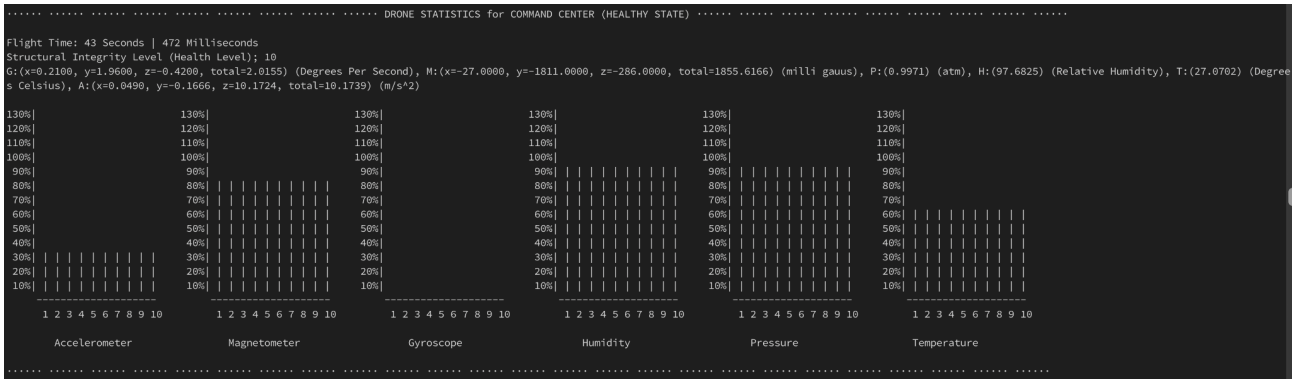 ...... ...... ...... ...... ...... ...... ...... ...... ...... DRONE STATISTICS for COMMAND CENTER (HEALTHY STATE) ...... ...... ...... ...... ...... ...... ...... ...... ......
Flight Time: 43 Seconds | 472 Milliseconds
Structural Integrity Level (Health Level); 10
G:(x=0.2100, y=1.9600, z=-0.4200, total=2.0155) (Degrees Per Second), M:(x=-27.0000, y=-1811.0000, z=-286.0000, total=1855.6166) (milli gauus), P:(0.9971) (atm), H:(97.6825) (Relative Humidity), T:(27.0702) (Degree
s Celsius), A:(x=0.0490, y=-0.1666, z=10.1724, total=10.1739) (m/s^2)
130%| 130%| 130%| 130%| 130%| 130%|
120%| 120%| 120%| 120%| 120%| 120%|
110%| 110%| 110%| 110%| 110%| 110%|
100%| 100%| 100%| 100%| 100%| 100%|
90%| 90%| 90%| 90%| | | | | | | | | | | 90%| | | | | | | | | | | 90%|
80%| 80%| | | | | | | | | | | 80%| 80%| | | | | | | | | | | 80%| | | | | | | | | | | 80%|
70%| 70%| | | | | | | | | | | 70%| 70%| | | | | | | | | | | 70%| | | | | | | | | | | 70%|
60%| 60%| | | | | | | | | | | 60%| 60%| | | | | | | | | | | 60%| | | | | | | | | | | 60%| | | | | | | | | | |
50%| 50%| | | | | | | | | | | 50%| 50%| | | | | | | | | | | 50%| | | | | | | | | | | 50%| | | | | | | | | | |
40%| 40%| | | | | | | | | | | 40%| 40%| | | | | | | | | | | 40%| | | | | | | | | | | 40%| | | | | | | | | | |
30%| | | | | | | | | | | 30%| | | | | | | | | | | 30%| 30%| | | | | | | | | | | 30%| | | | | | | | | | | 30%| | | | | | | | | | |
20%| | | | | | | | | | | 20%| | | | | | | | | | | 20%| 20%| | | | | | | | | | | 20%| | | | | | | | | | | 20%| | | | | | | | | | |
10%| | | | | | | | | | | 10%| | | | | | | | | | | 10%| 10%| | | | | | | | | | | 10%| | | | | | | | | | | 10%| | | | | | | | | | |
-------------------- -------------------- -------------------- -------------------- -------------------- --------------------
1 2 3 4 5 6 7 8 9 10 1 2 3 4 5 6 7 8 9 10 1 2 3 4 5 6 7 8 9 10 1 2 3 4 5 6 7 8 9 10 1 2 3 4 5 6 7 8 9 10 1 2 3 4 5 6 7 8 9 10
Accelerometer Magnetometer Gyroscope Humidity Pressure Temperature
...... ...... ...... ...... ...... ...... ...... ...... ...... ...... ...... ...... ...... ...... ...... ...... ...... ...... ...... ...... ...... ...... ...... ...... ......